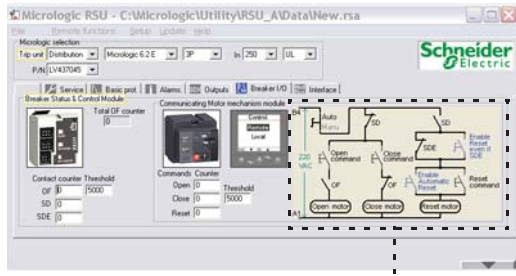 Micrologic RSU - C:\Micrologic\Utility\RSU_A\Data\New.rsa
File Remote functions Setup Update Help
Micrologic selection
Trip unit Distribution Micrologic 6.2 E 3P In 250 UL
P/N LV437045
Schneider
Electric
Service Basic prot. Alarms Outputs Breaker I/O Interface
Breaker Status & Control Module
Total OF counter
0
Contact counter Threshold
OF 0 5000
SD 0
SDE 0
Communicating Motor mechanism module
Control
Remote
Local
Commands Counter
Open 0 Threshold
Close 0 5000
Reset 0
B4
Auto
Manu
SD
SD
Enable
Reset
even if
SDE
SDE
220
VAC
Open
command
Close
command
Enable
Automatic
Reset
Reset
command
OF
OF
A1
Open motor Close motor Reset motor